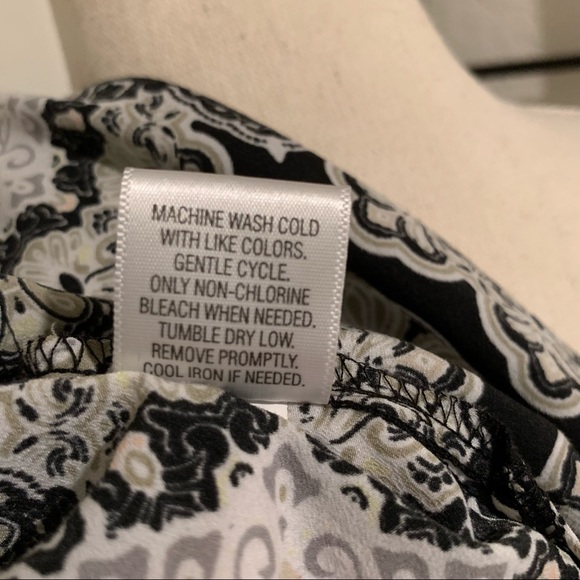 MACHINE WASH COLD
WITH LIKE COLORS.
GENTLE CYCLE.
ONLY NON-CHLORINE
BLEACH WHEN NEEDED.
TUMBLE DRY LOW.
REMOVE PROMPTLY.
COOL IRON IF NEEDED.